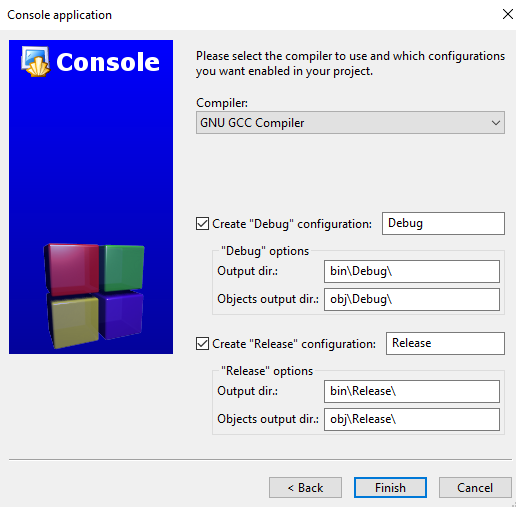 Console application
Console
Please select the compiler to use and which configurations
you want enabled in your project.
Compiler:
GNU GCC Compiler
Create "Debug" configuration: Debug
"Debug" options
Output dir.: bin\Debug\
Objects output dir.: obj\Debug\
Create "Release" configuration: Release
"Release" options
Output dir.: bin\Release\
Objects output dir.: obj\Release\
< Back Finish Cancel